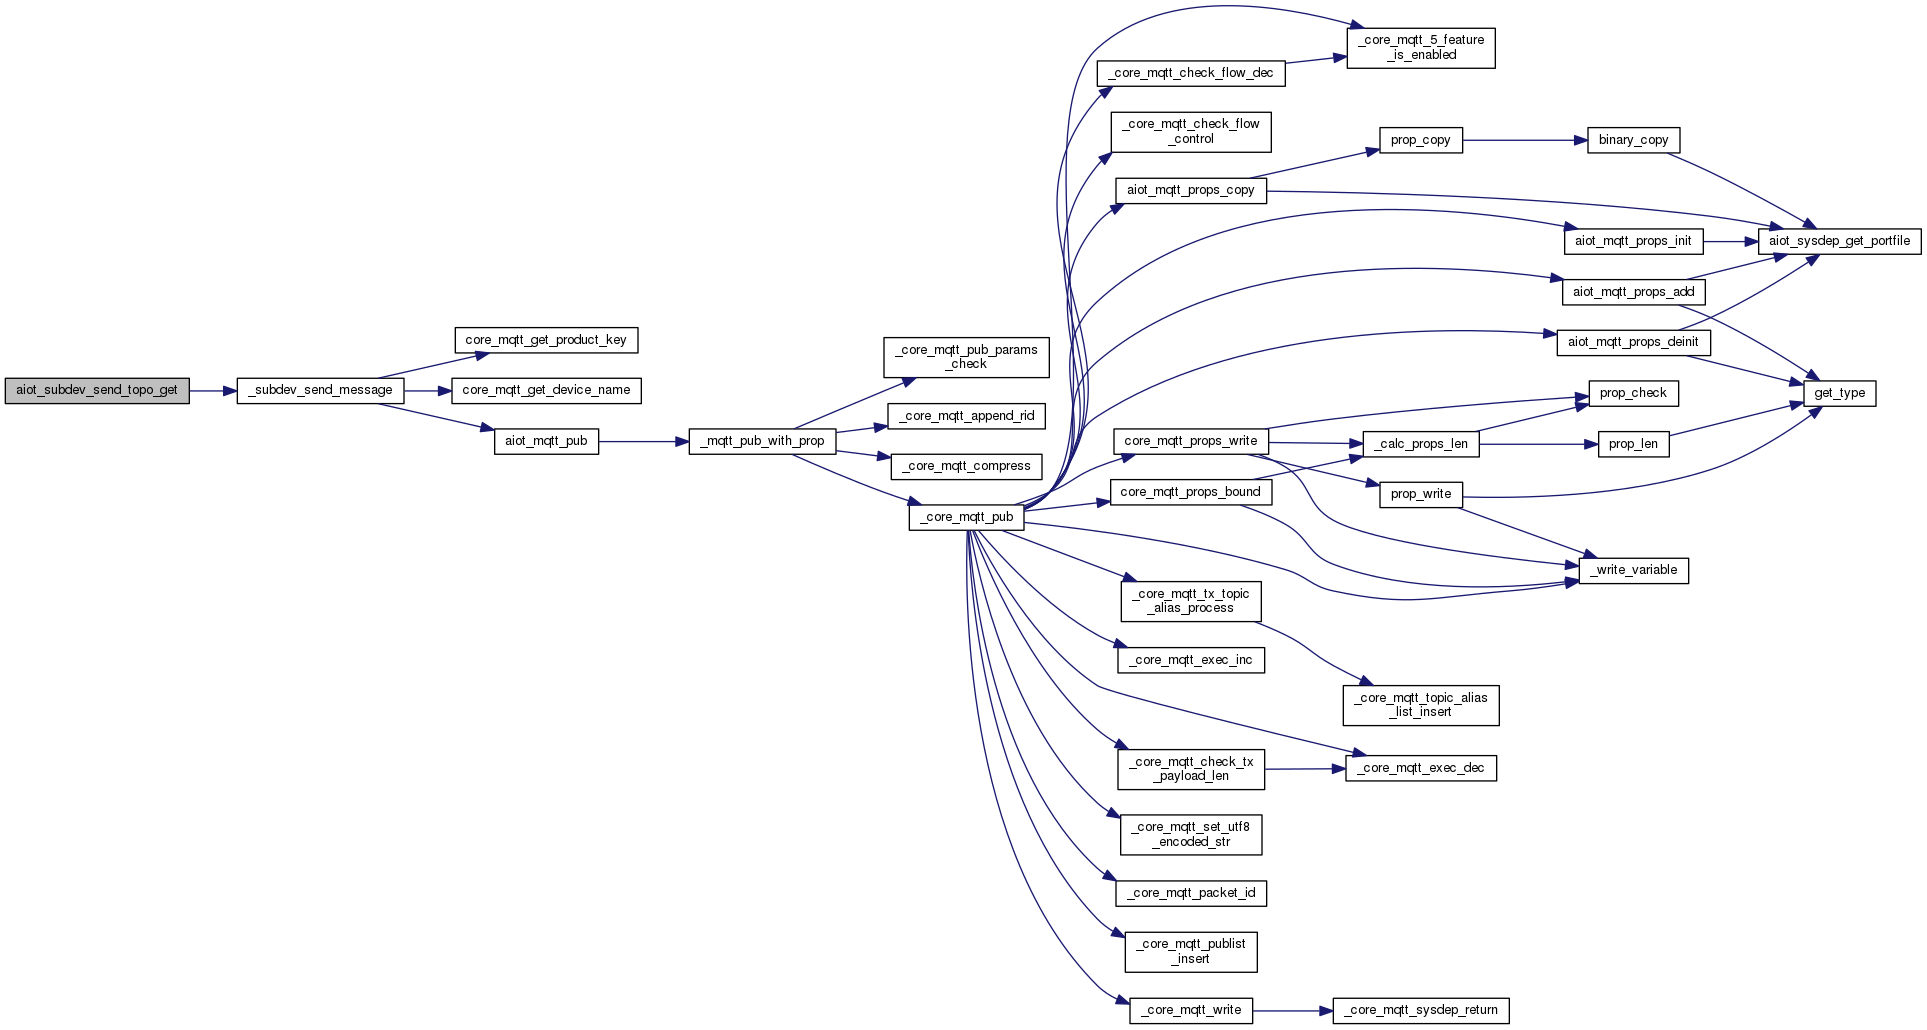 aiot_subdev_send_topo_get
_subdev_send_message
core_mqtt_get_product_key
core_mqtt_get_device_name
aiot_mqtt_pub
_mqtt_pub_with_prop
_core_mqtt_pub_params
_check
_core_mqtt_append_rid
_core_mqtt_compress
_core_mqtt_pub
_core_mqtt_5_feature
_is_enabled
_core_mqtt_check_flow_dec
_core_mqtt_check_flow
_control
aiot_mqtt_props_copy
prop_copy
binary_copy
aiot_mqtt_props_init
aiot_sysdep_get_portfile
aiot_mqtt_props_add
aiot_mqtt_props_deinit
get_type
prop_check
core_mqtt_props_write
_calc_props_len
prop_len
core_mqtt_props_bound
prop_write
_write_variable
_core_mqtt_tx_topic
_alias_process
_core_mqtt_exec_inc
_core_mqtt_topic_alias
_list_insert
_core_mqtt_check_tx
_payload_len
_core_mqtt_exec_dec
_core_mqtt_set_utf8
_encoded_str
_core_mqtt_packet_id
_core_mqtt_publist
_insert
_core_mqtt_write
_core_mqtt_sysdep_return